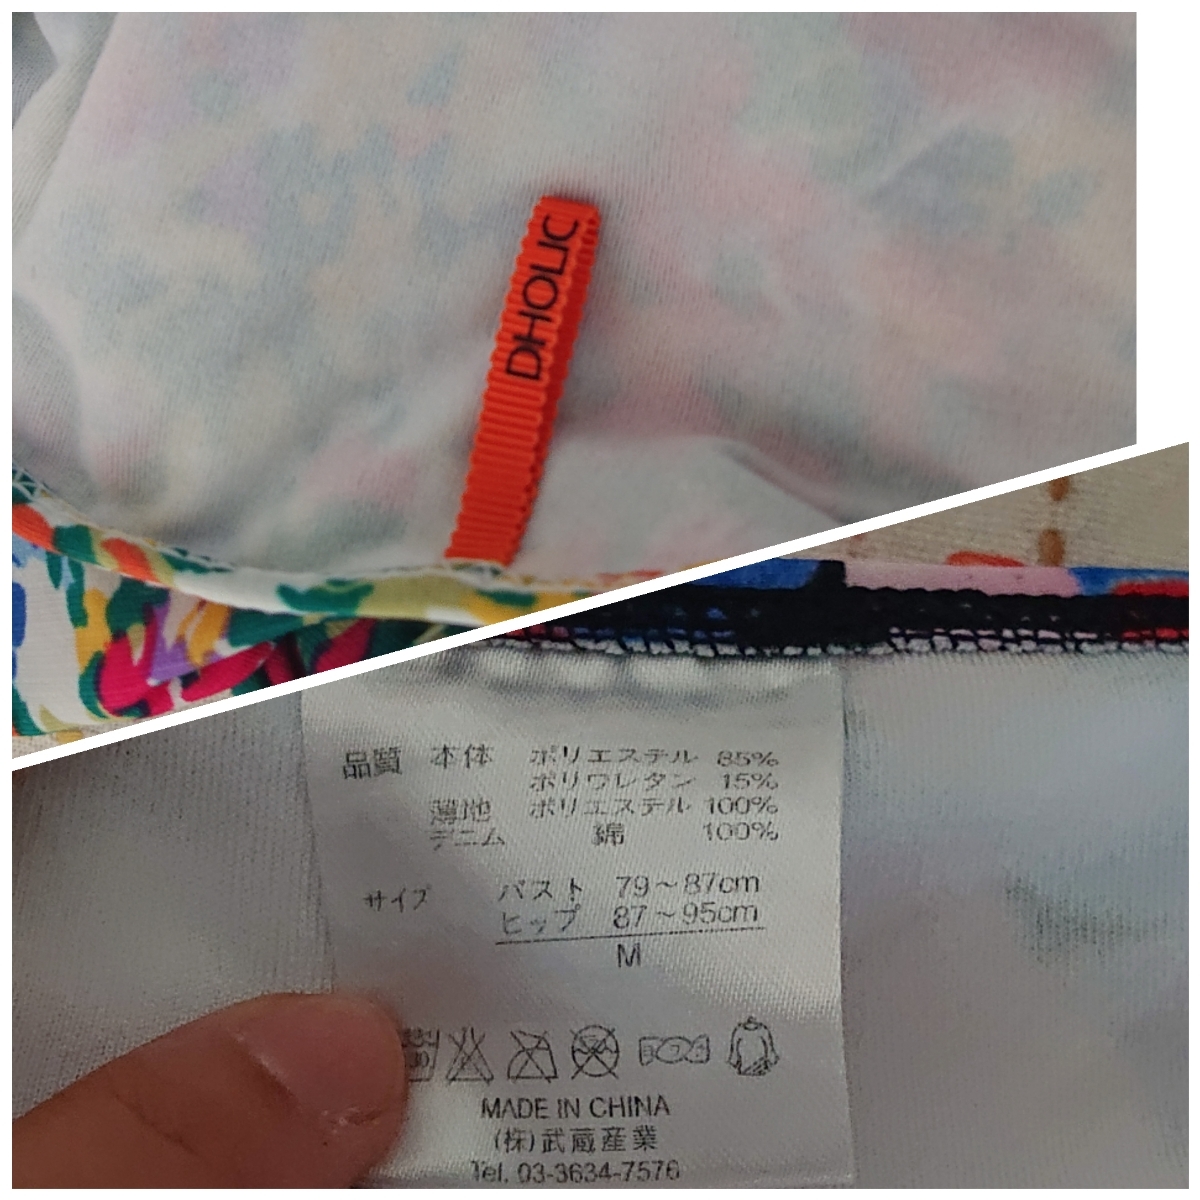 DHOLIC
品質 本体 ポリエステル 85%
ポリウレタン 15%
薄地 ポリエステル 100%
デニム 綿 100%
サイズ バスト 79～87cm
ヒップ 87～95cm
M
MADE IN CHINA
(株)武蔵産業
Tel. 03-3634-7576